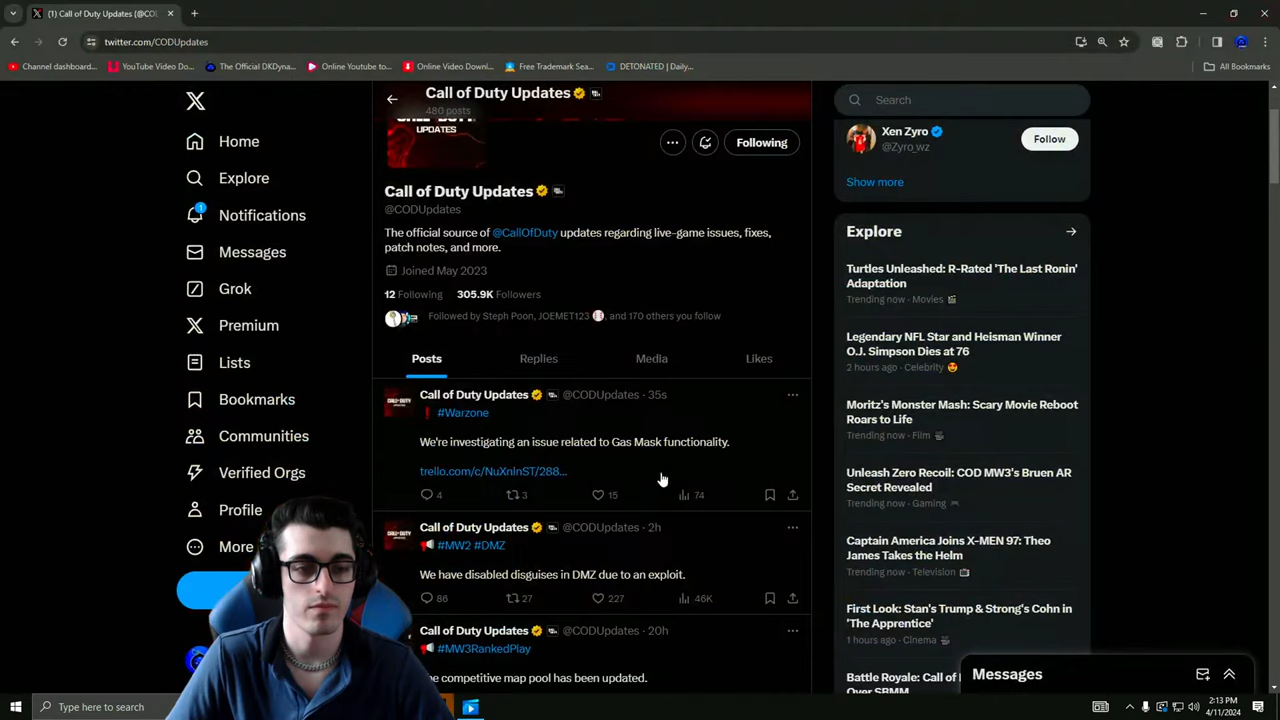 (1) Call of Duty Updates (@CO
twitter.com/CODUpdates
Channel dashboard...
YouTube Video Do...
The Official DKDyna...
Online Youtube to...
Online Video Downl...
Free Trademark Sea...
DETONATED | Daily...
All Bookmarks
Home
Explore
1
Notifications
Messages
Grok
Premium
Lists
Bookmarks
Communities
Verified Orgs
Profile
More
Call of Duty Updates
480 posts
UPDATES
Following
Call of Duty Updates
@CODUpdates
The official source of @CallOfDuty updates regarding live-game issues, fixes,
patch notes, and more.
Joined May 2023
12 Following 305.9K Followers
Followed by Steph Poon, JOEMET123 , and 170 others you follow
Posts Replies Media Likes
Call of Duty Updates @CODUpdates · 35s
❗ #Warzone
We're investigating an issue related to Gas Mask functionality.
trello.com/c/NuXnlnST/288...
4 3 15 74
Call of Duty Updates @CODUpdates · 2h
📢 #MW2 #DMZ
We have disabled disguises in DMZ due to an exploit.
86 27 227 46K
Call of Duty Updates @CODUpdates · 20h
📢 #MW3RankedPlay
competitive map pool has been updated.
Search
Xen Zyro
@Zyro_wz
Follow
Show more
Explore
Turtles Unleashed: R-Rated 'The Last Ronin'
Adaptation
Trending now · Movies
Legendary NFL Star and Heisman Winner
O.J. Simpson Dies at 76
2 hours ago · Celebrity
Moritz's Monster Mash: Scary Movie Reboot
Roars to Life
Trending now · Film
Unleash Zero Recoil: COD MW3's Bruen AR
Secret Revealed
Trending now · Gaming
Captain America Joins X-MEN 97: Theo
James Takes the Helm
Trending now · Television
First Look: Stan's Trump & Strong's Cohn in
'The Apprentice'
1 hours ago · Cinema
Battle Royale: Call of
Over SBMM
Messages
Type here to search
2:13 PM
4/11/2024